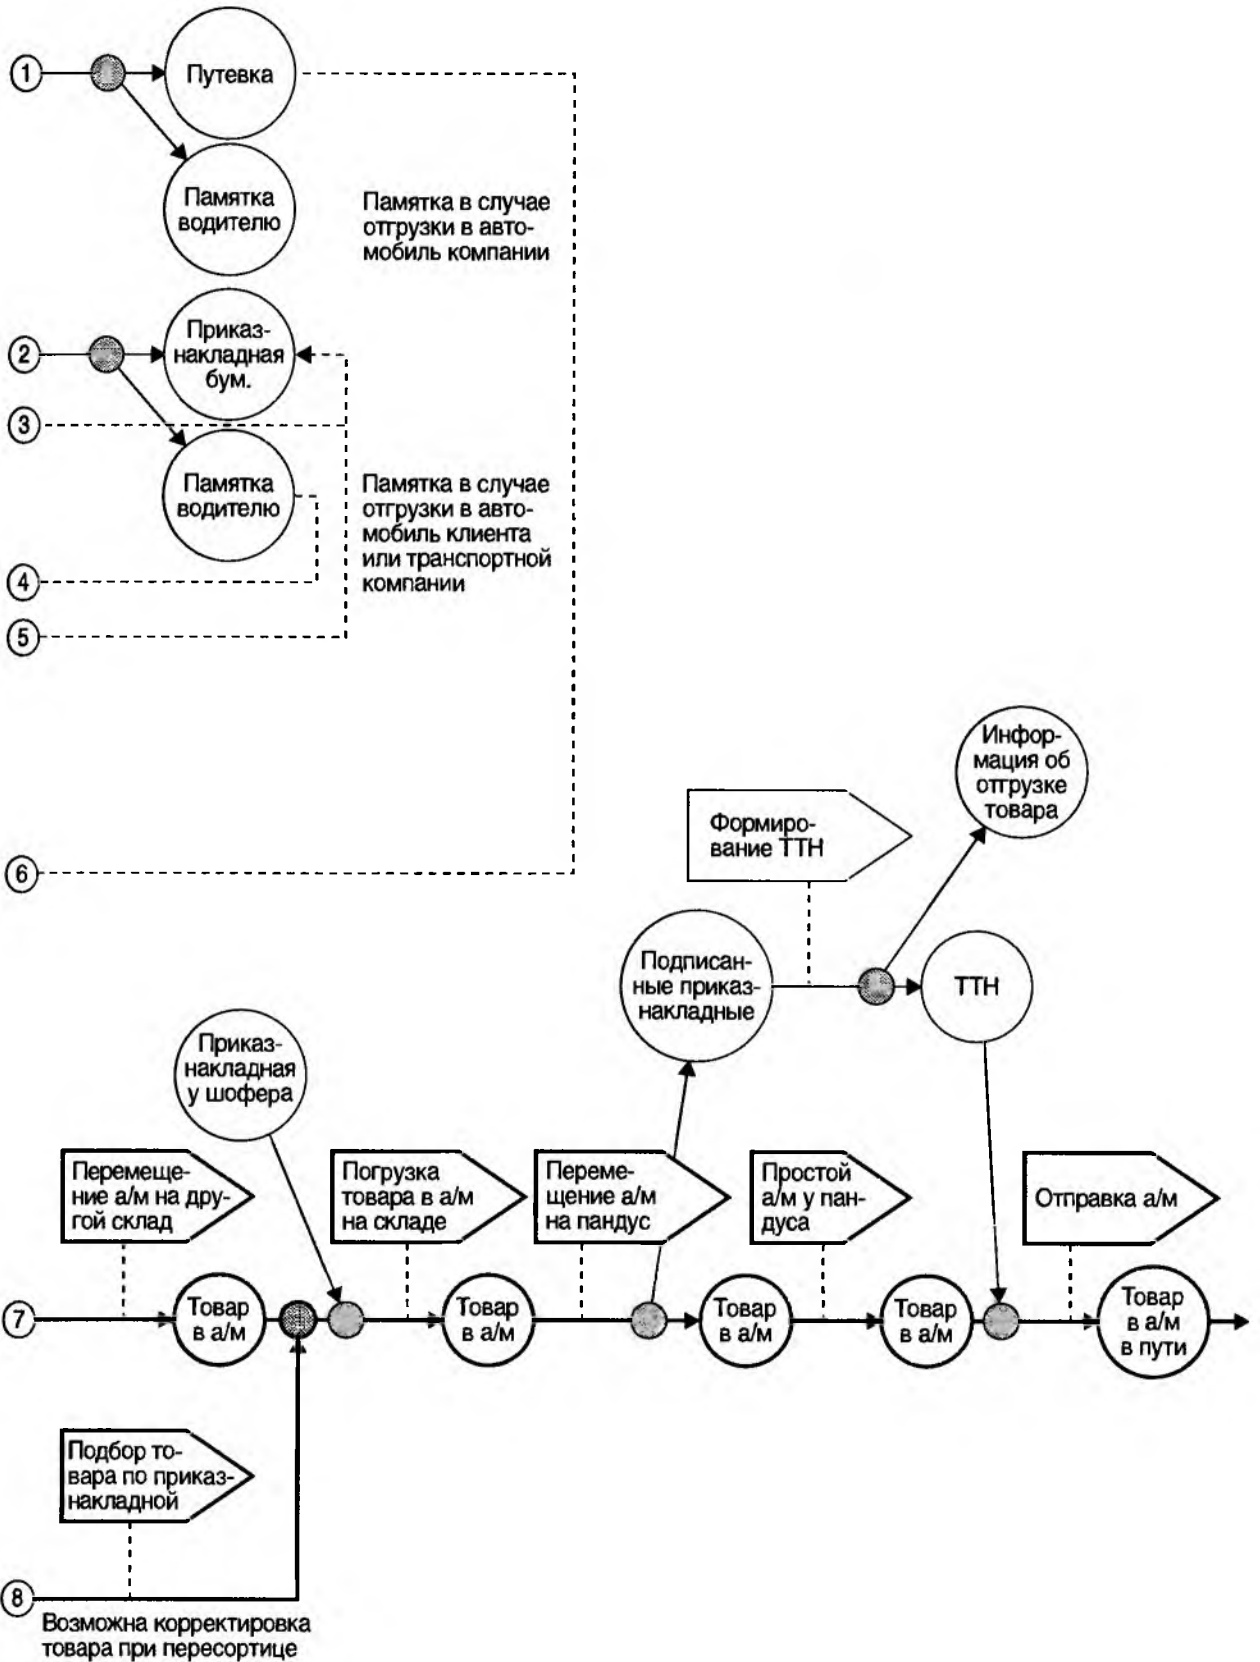 1
Путевка
Памятка
водителю
Памятка в случае
отгрузки в авто-
мобиль компании
2
Приказ-
накладная
бум.
3
Памятка
водителю
Памятка в случае
отгрузки в авто-
мобиль клиента
или транспортной
компании
4
5
Инфор-
мация об
отгрузке
товара
Формиро-
вание ТТН
6
Подписан-
ные приказ-
накладные
ТТН
Приказ-
накладная
у шофера
Перемеще-
ние а/м на дру-
гой склад
Погрузка
товара в а/м
на складе
Переме-
щение а/м
на пандус
Простой
а/м у пан-
дуса
Отправка а/м
7
Товар
в а/м
Товар
в а/м
Товар
в а/м
Товар
в а/м
Товар
в а/м
в пути
Подбор то-
вара по приказ-
накладной
8
Возможна корректировка
товара при пересортице